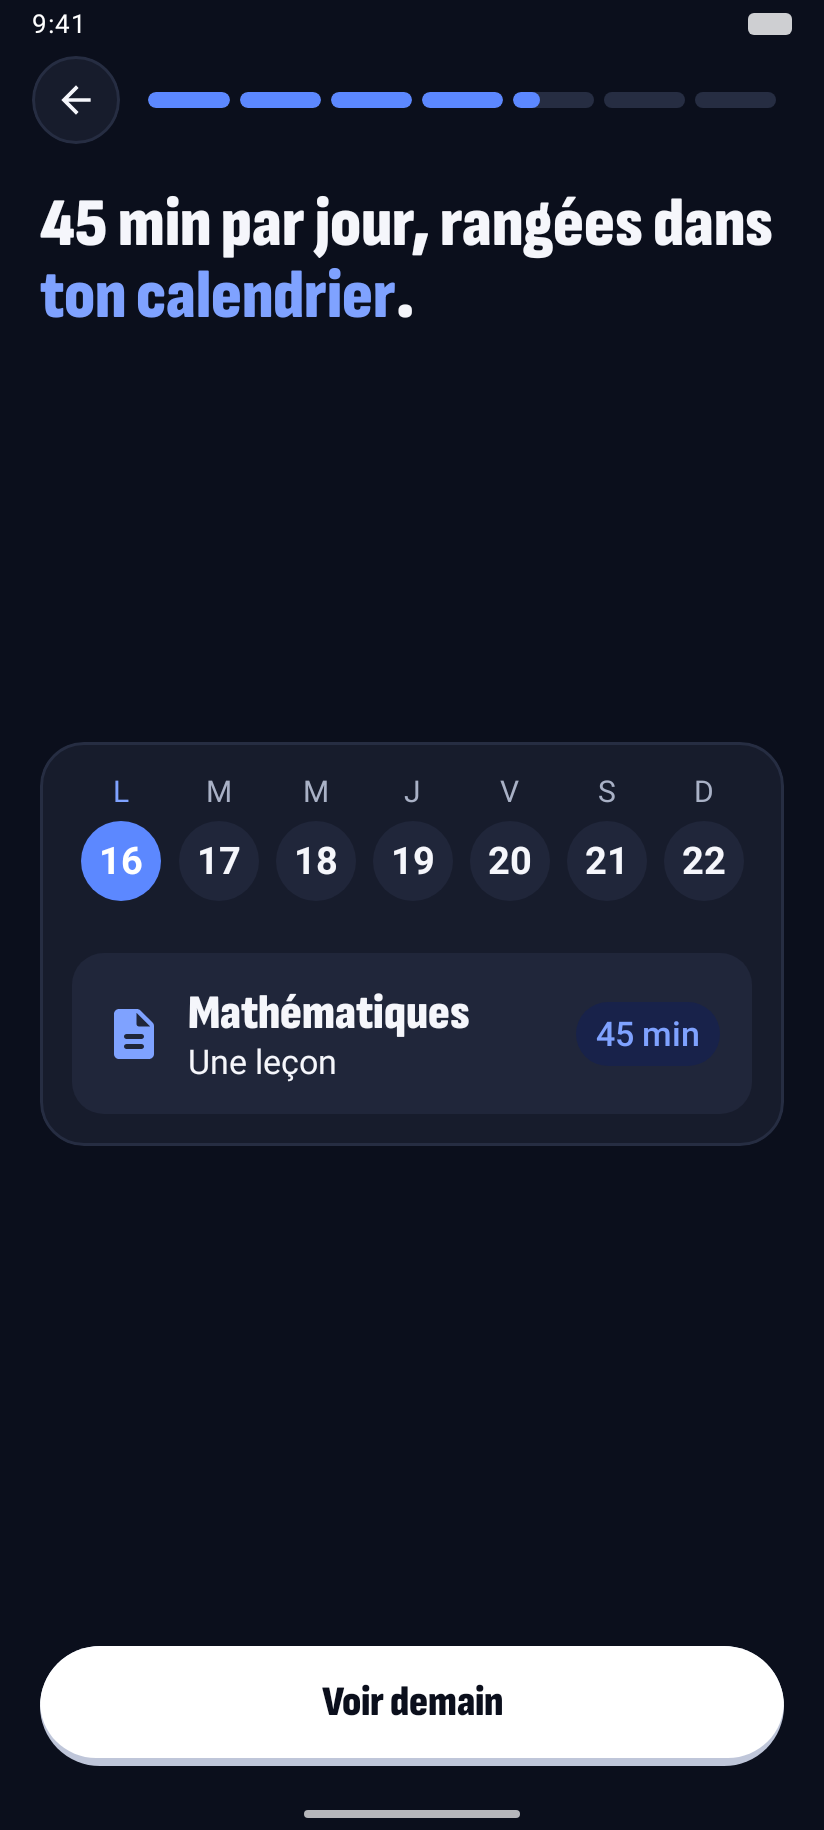 9:41
45 min par jour, rangées dans
ton calendrier.
L M M J V S D
16 17 18 19 20 21 22
Mathématiques
Une leçon
45 min
Voir demain